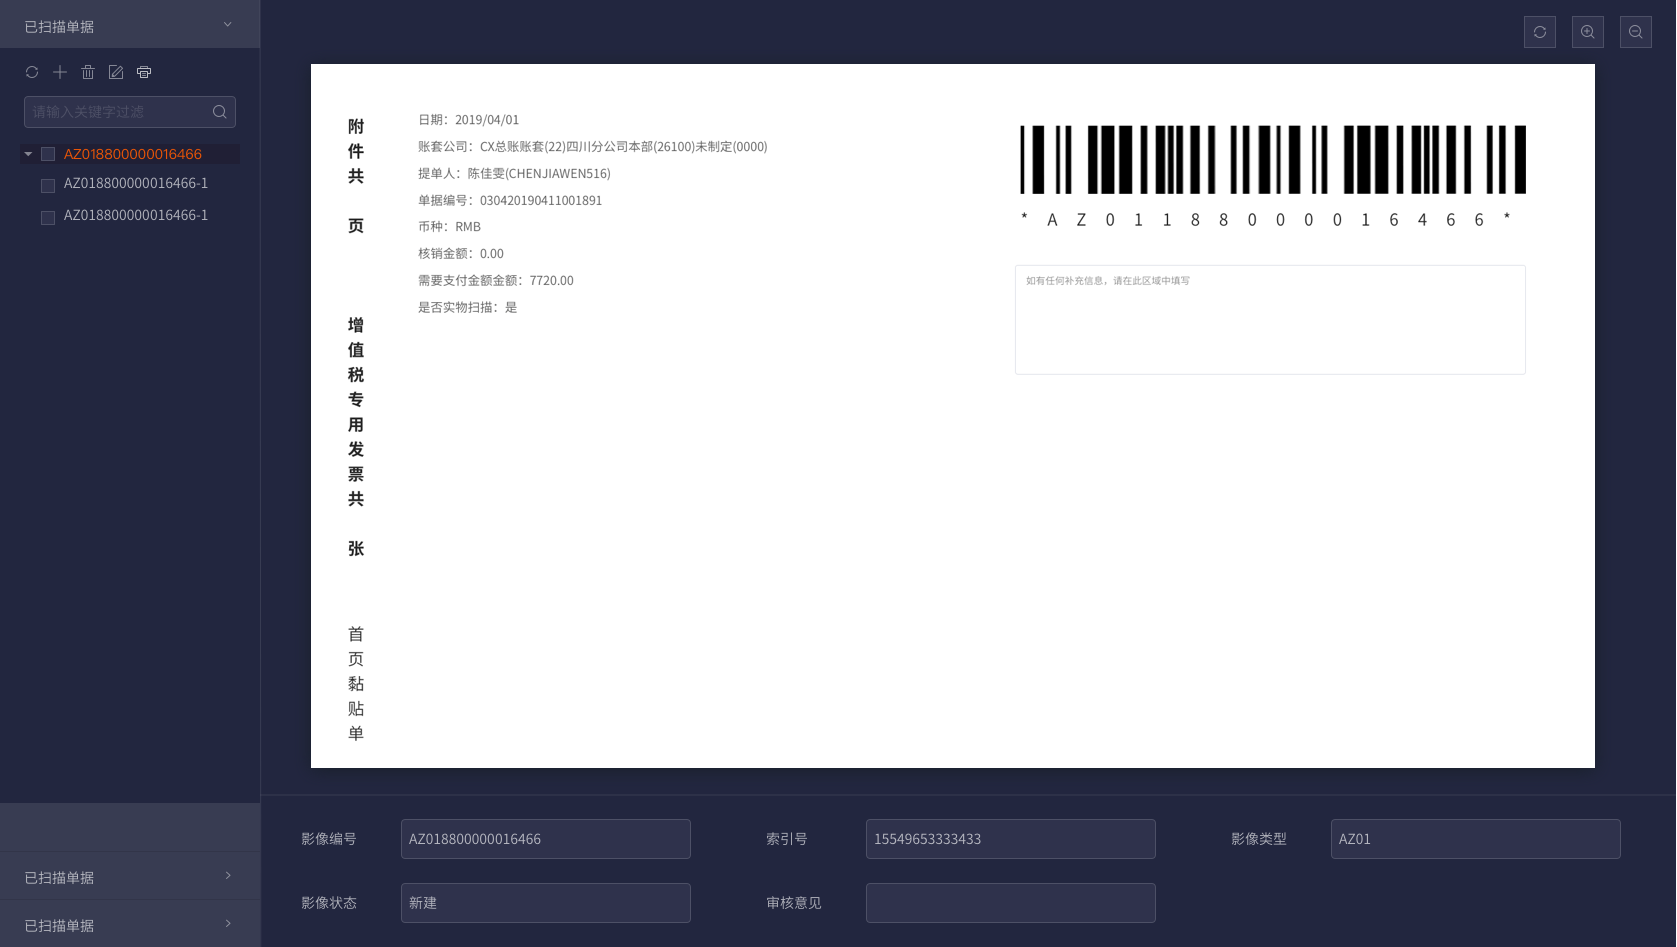 已扫描单据
请输入关键字过滤
AZ018800000016466
AZ018800000016466-1
AZ018800000016466-1
已扫描单据
已扫描单据
附件共 页
增值税专用发票共 张
首页黏贴单
日期：2019/04/01
账套公司：CX总账账套(22)四川分公司本部(26100)未制定(0000)
提单人：陈佳雯(CHENJIAWEN516)
单据编号：030420190411001891
币种：RMB
核销金额：0.00
需要支付金额金额：7720.00
是否实物扫描：是
* A Z 0 1 1 8 8 0 0 0 0 1 6 4 6 6 *
如有任何补充信息，请在此区域中填写
影像编号 AZ018800000016466 索引号 15549653333433 影像类型 AZ01
影像状态 新建 审核意见